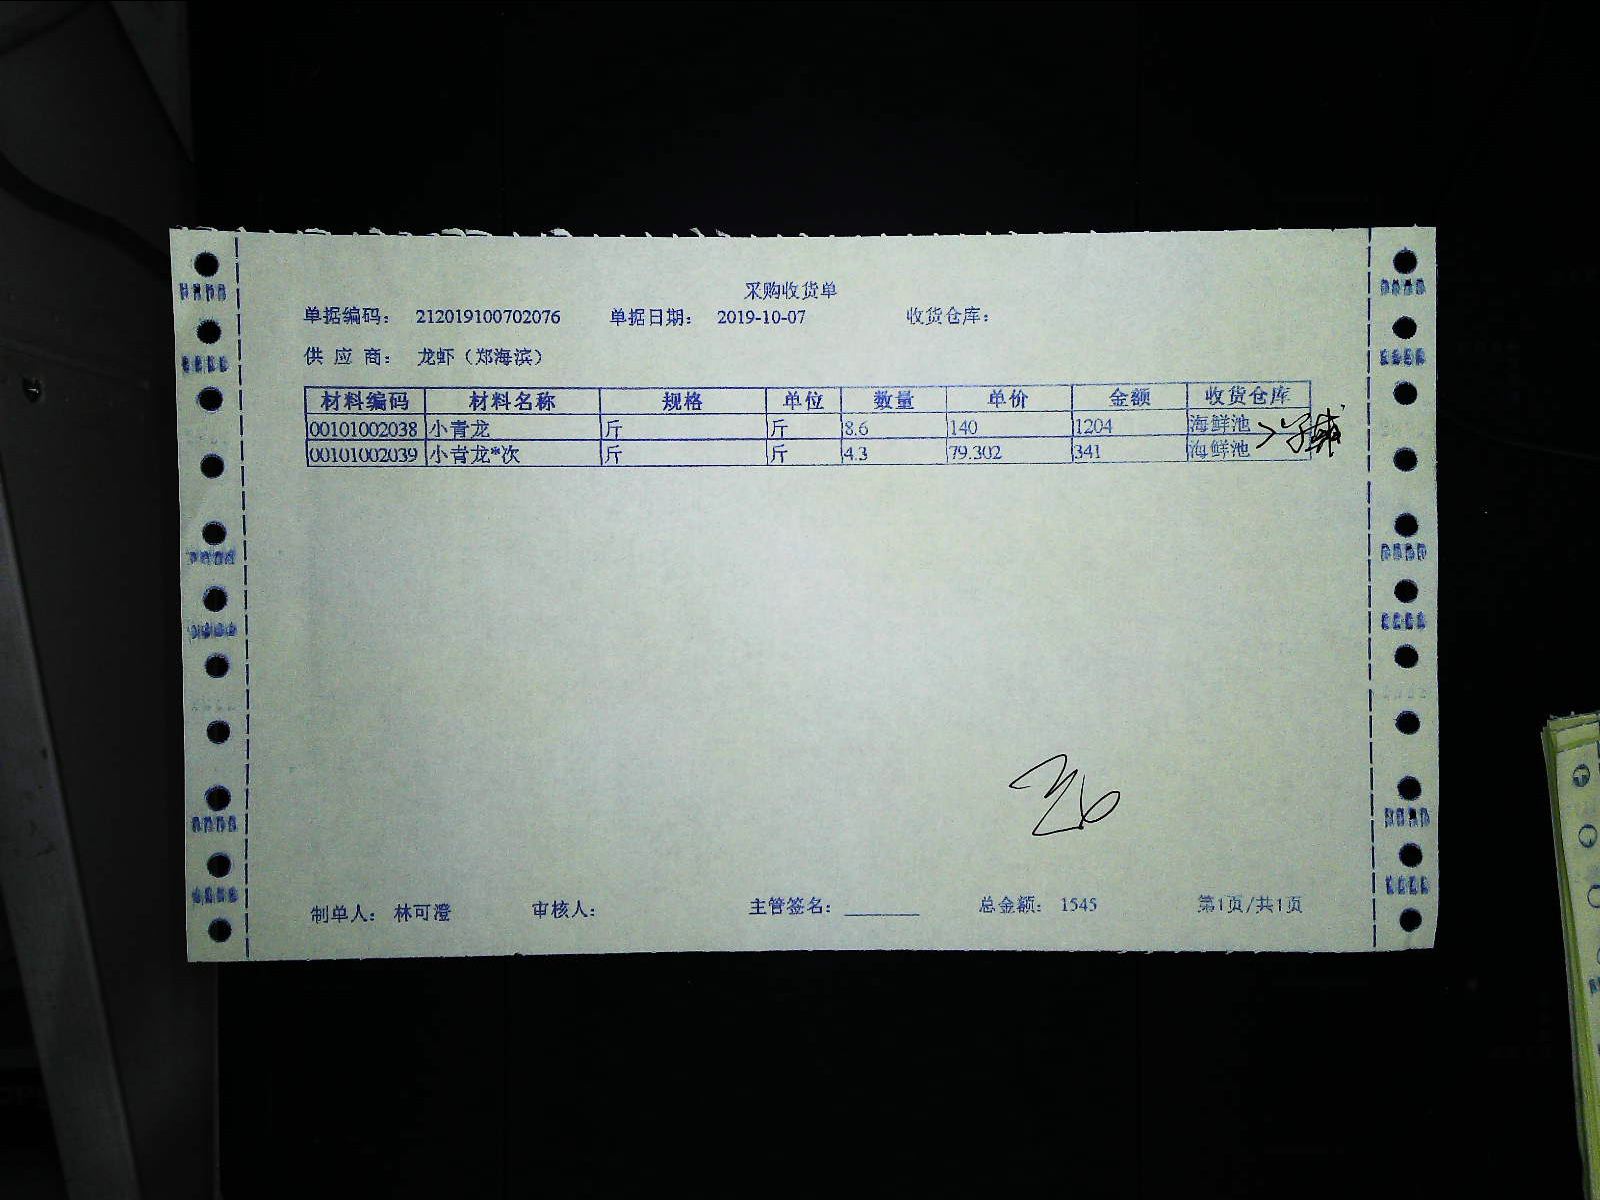 采购收货单
单据编码： 212019100702076 单据日期： 2019-10-07 收货仓库：
供 应 商： 龙虾（郑海滨）
材料编码 材料名称 规格 单位 数量 单价 金额 收货仓库
00101002038 小青龙 斤 斤 8.6 140 1204 海鲜池
00101002039 小青龙*次 斤 斤 4.3 79.302 341 海鲜池
制单人： 林可澄 审核人： 主管签名： 总金额： 1545 第1页/共1页